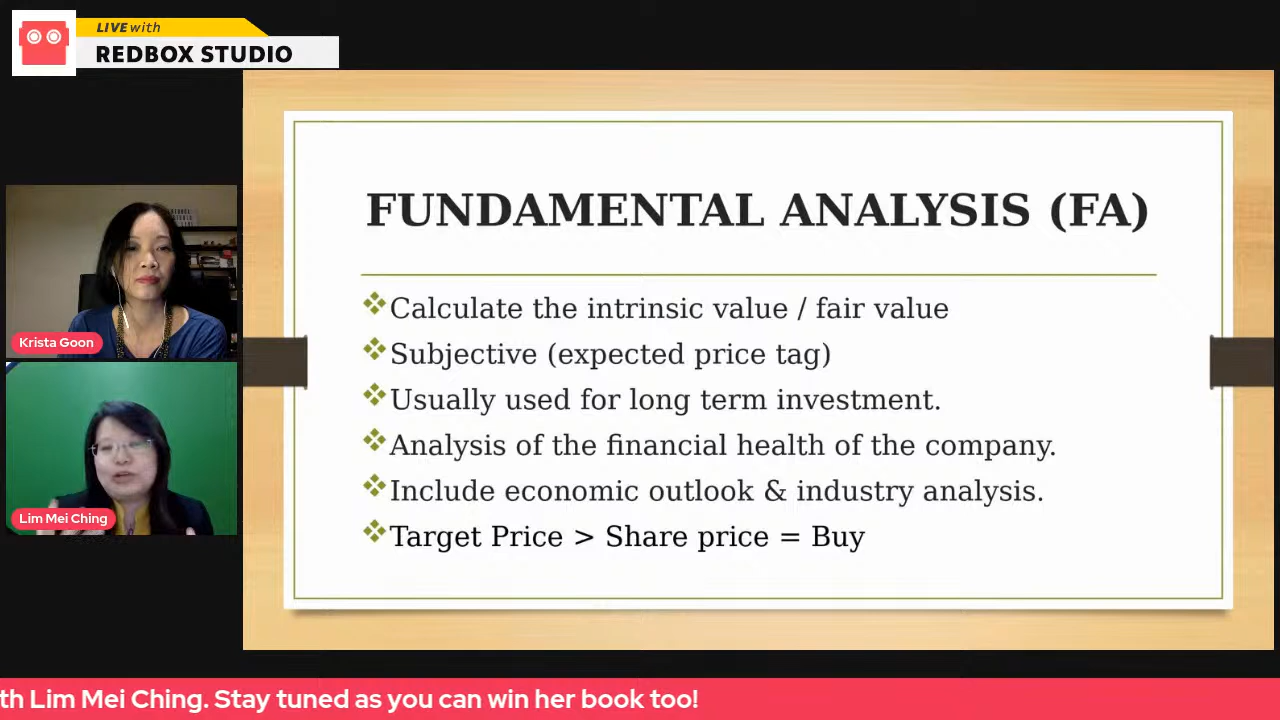 LIVE with
REDBOX STUDIO
FUNDAMENTAL ANALYSIS (FA)
Calculate the intrinsic value / fair value
Subjective (expected price tag)
Usually used for long term investment.
Analysis of the financial health of the company.
Include economic outlook & industry analysis.
Target Price > Share price = Buy
Krista Goon
Lim Mei Ching
th Lim Mei Ching. Stay tuned as you can win her book too!